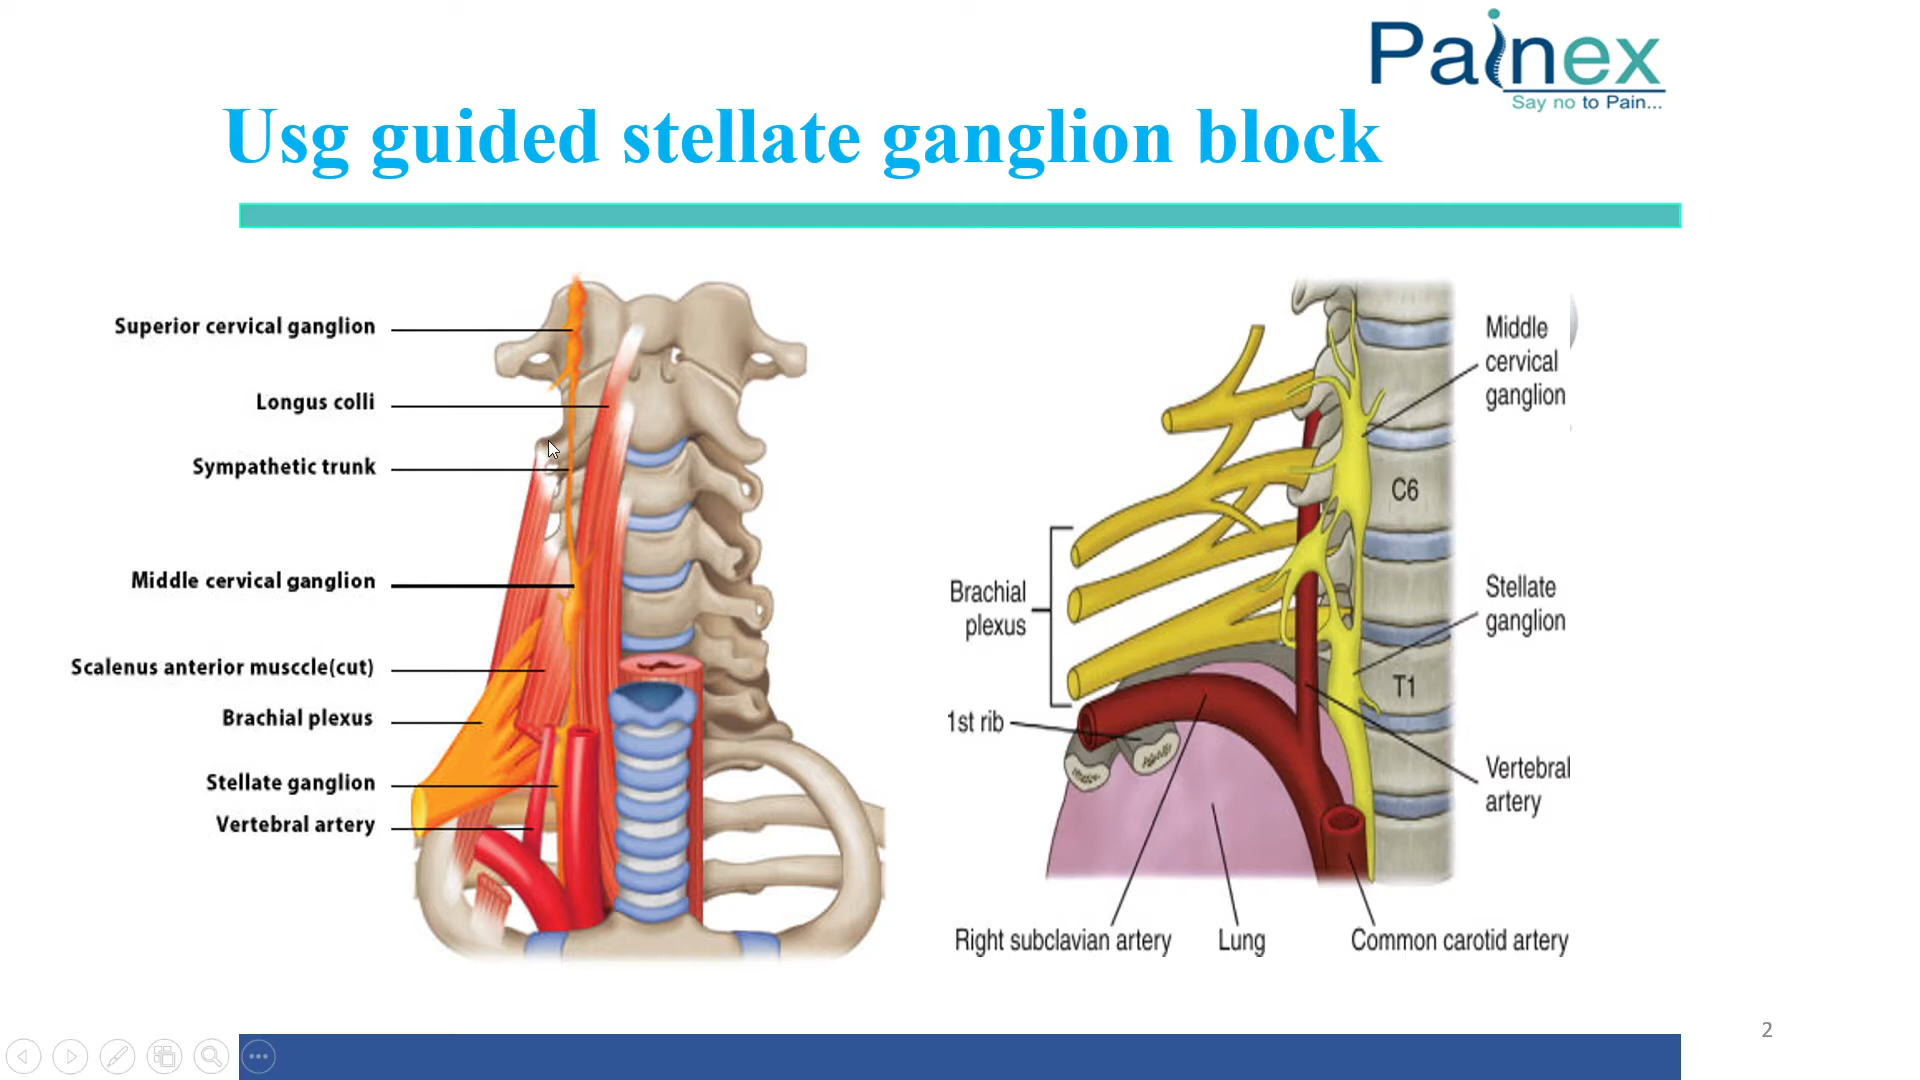 Painex
Say no to Pain...
Usg guided stellate ganglion block
Superior cervical ganglion
Longus colli
Sympathetic trunk
Middle cervical ganglion
Scalenus anterior musccle(cut)
Brachial plexus
Stellate ganglion
Vertebral artery
Middle
cervical
ganglion
C6
Brachial
plexus
Stellate
ganglion
T1
1st rib
Vertebral
artery
Right subclavian artery
Lung
Common carotid artery
2